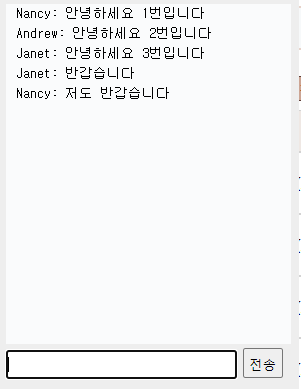 Nancy: 안녕하세요 1번입니다
Andrew: 안녕하세요 2번입니다
Janet: 안녕하세요 3번입니다
Janet: 반갑습니다
Nancy: 저도 반갑습니다
전송